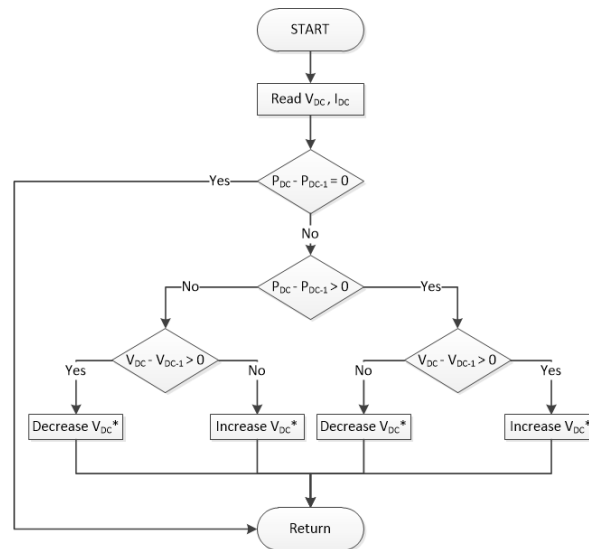 START
Read V_DC , I_DC
Yes
P_DC - P_DC-1 = 0
No
No
P_DC - P_DC-1 > 0
Yes
V_DC - V_DC-1 > 0
V_DC - V_DC-1 > 0
Yes
No
No
Yes
Decrease V_DC*
Increase V_DC*
Decrease V_DC*
Increase V_DC*
Return